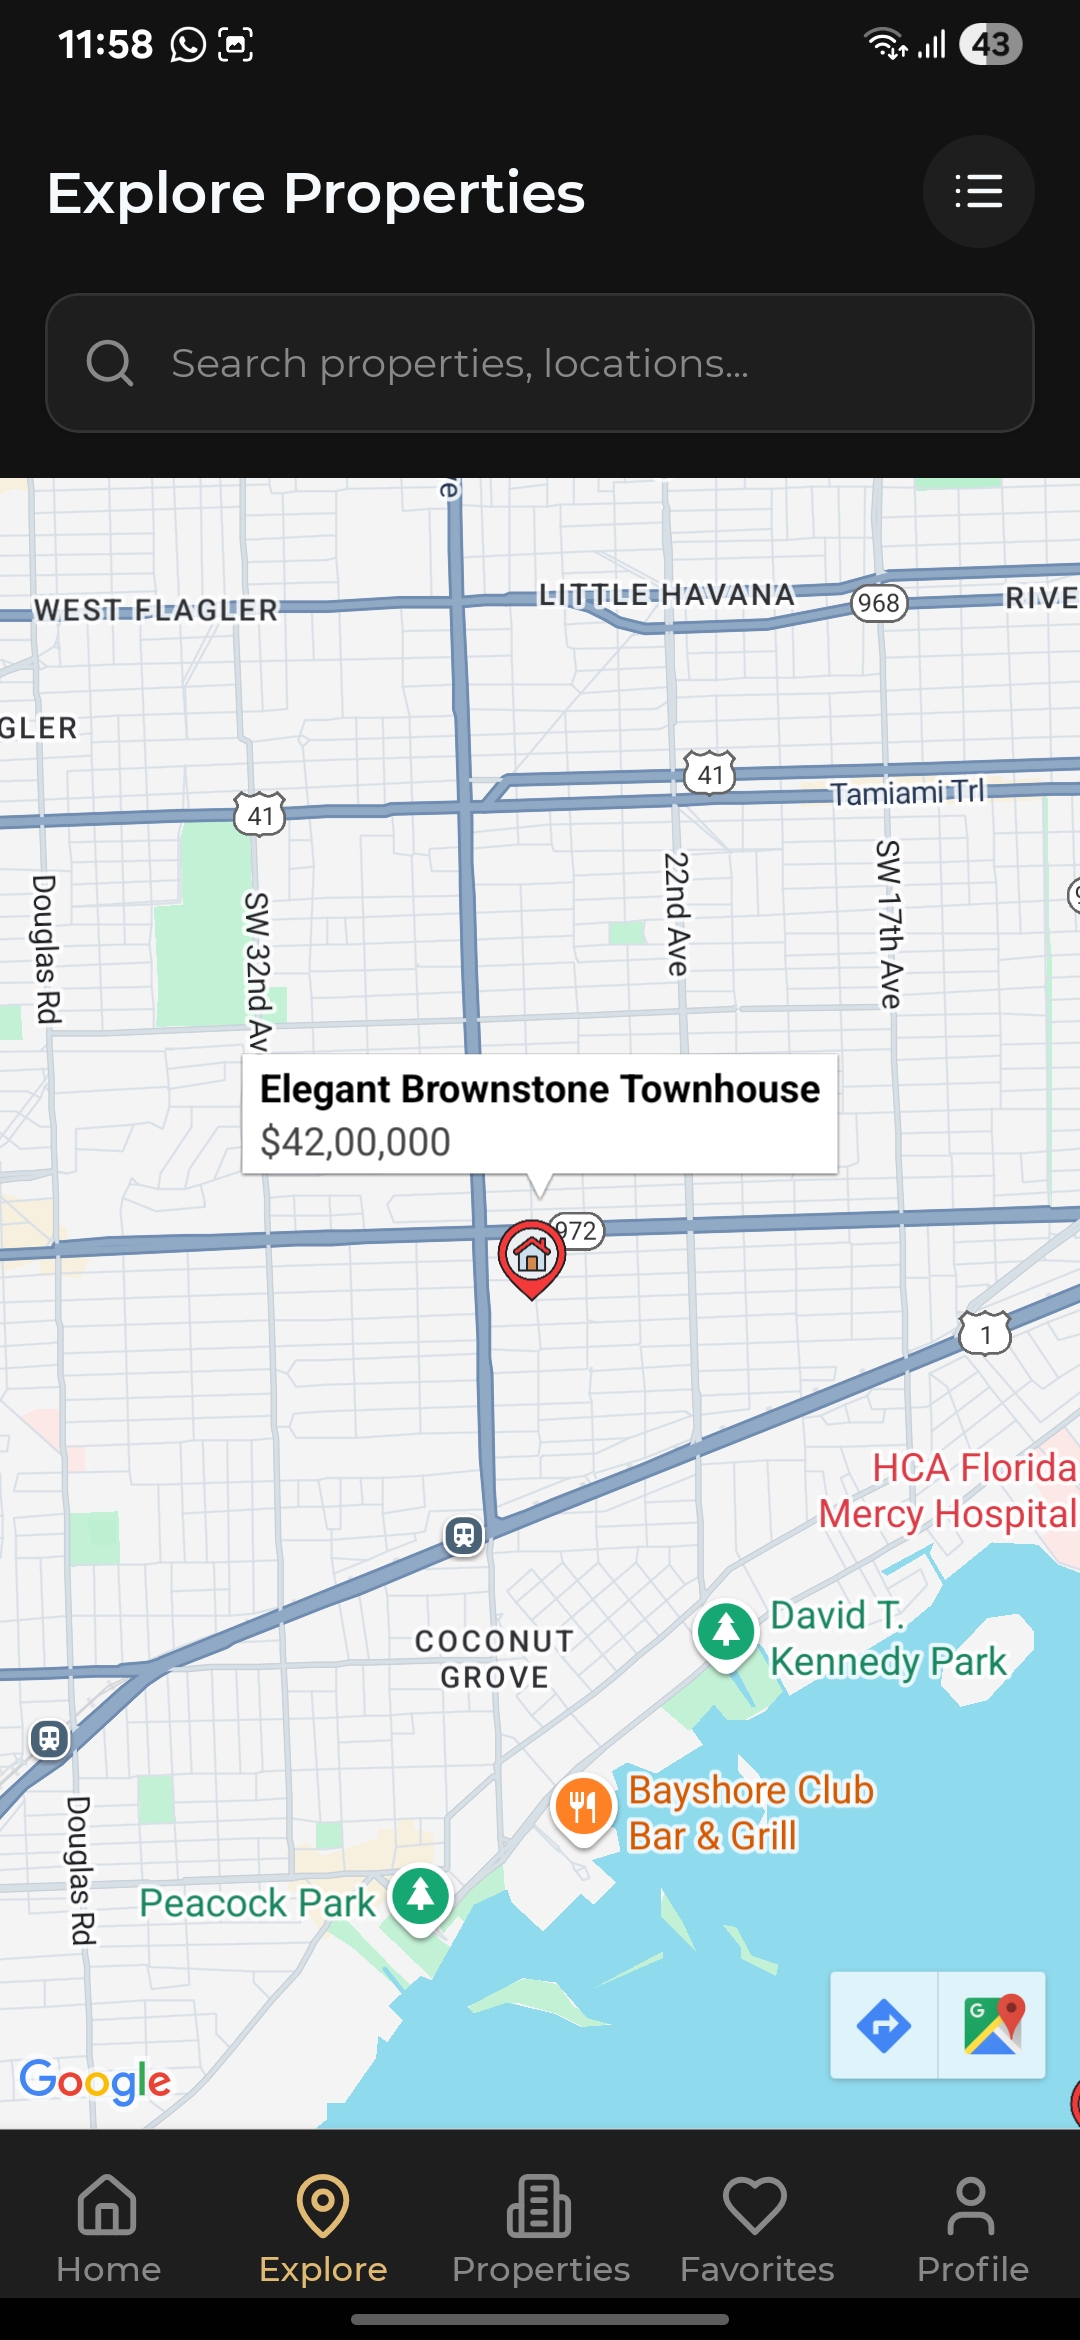 11:58
43
Explore Properties
Search properties, locations...
WEST FLAGLER
LITTLE HAVANA
968
RIVE
GLER
41
41
Tamiami Trl
Douglas Rd
SW 32nd Av
22nd Ave
SW 17th Ave
Elegant Brownstone Townhouse
$42,00,000
972
1
HCA Florida
Mercy Hospital
COCONUT
GROVE
David T.
Kennedy Park
Bayshore Club
Bar & Grill
Douglas Rd
Peacock Park
G
Google
Home
Explore
Properties
Favorites
Profile